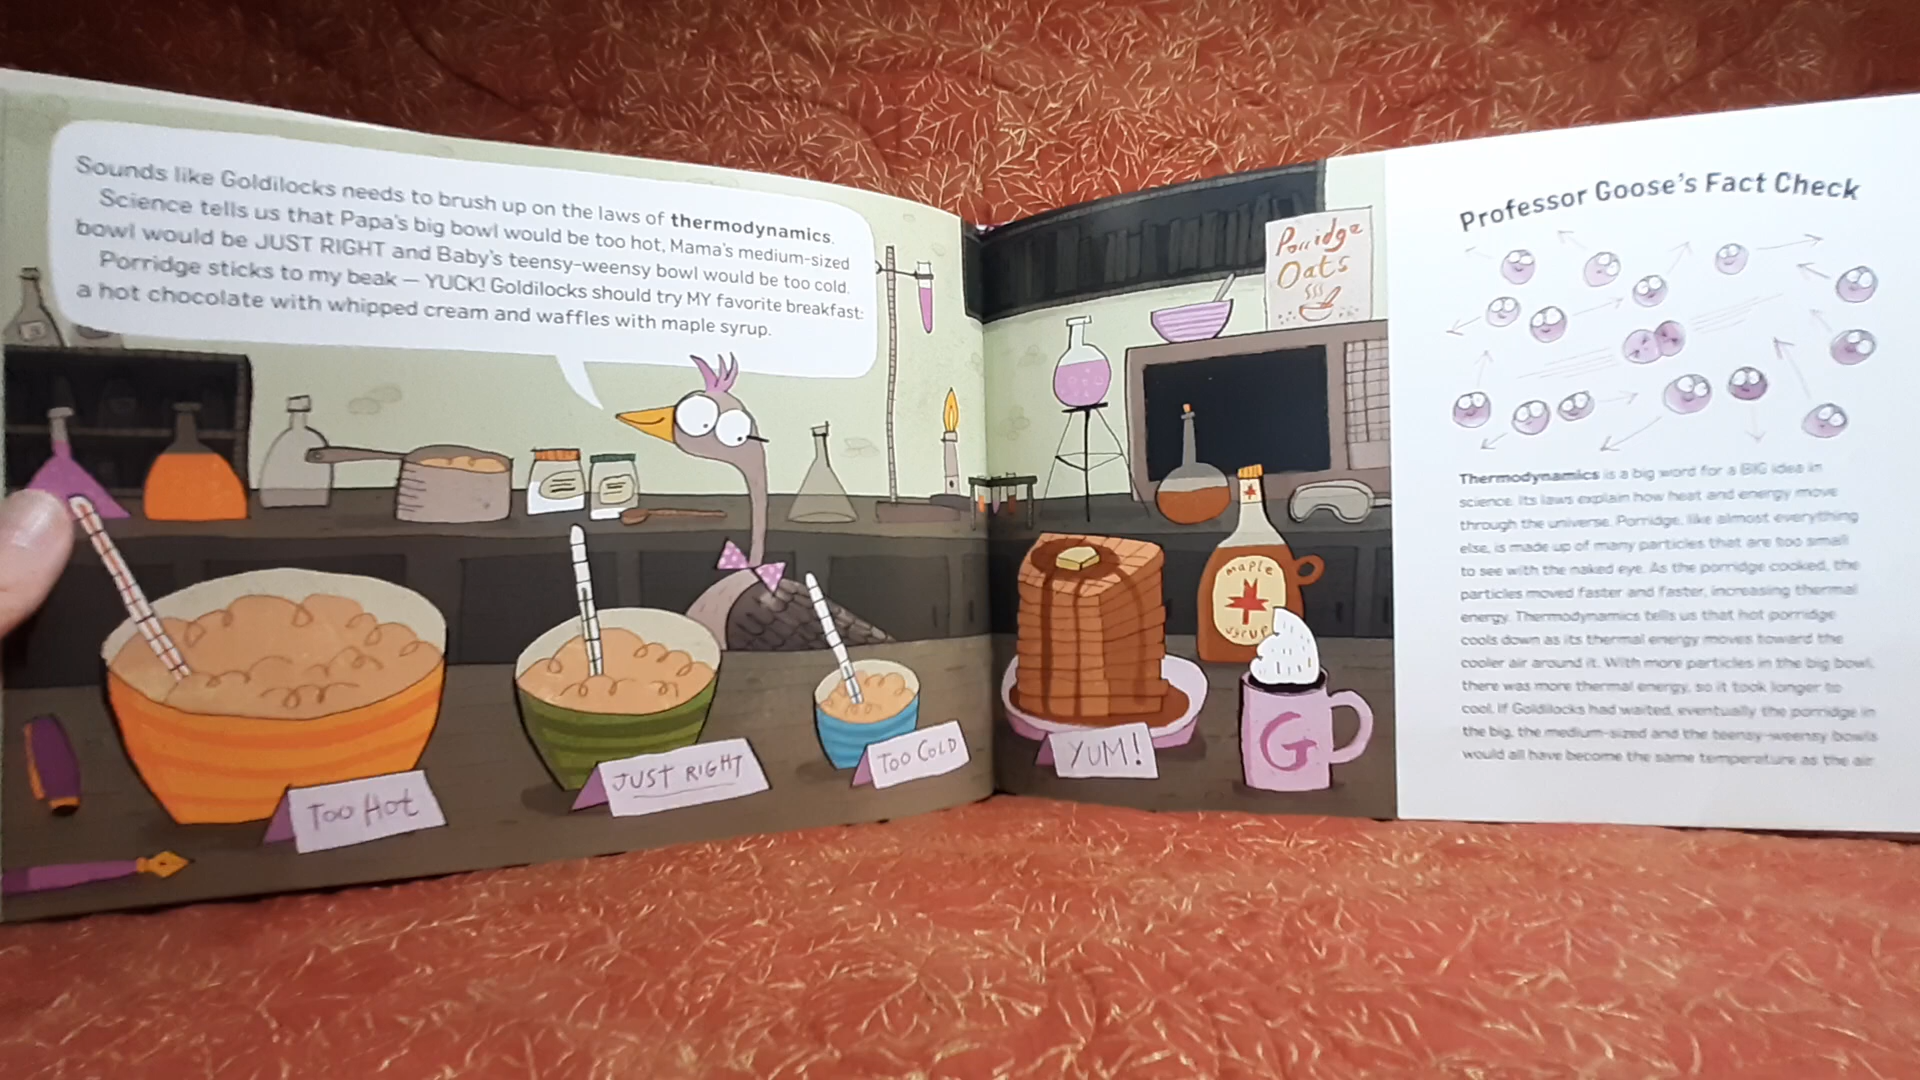 Sounds like Goldilocks needs to brush up on the laws of thermodynamics.
Science tells us that Papa's big bowl would be too hot, Mama's medium-sized
bowl would be JUST RIGHT and Baby's teensy-weensy bowl would be too cold.
Porridge sticks to my beak — YUCK! Goldilocks should try MY favorite breakfast:
a hot chocolate with whipped cream and waffles with maple syrup.
Too Hot
JUST RIGHT
Too COLD
Porridge
Oats
maple
syrup
YUM!
G
Professor Goose's Fact Check
Thermodynamics is a big word for a BIG idea in
science. Its laws explain how heat and energy move
through the universe. Porridge, like almost everything
else, is made up of many particles that are too small
to see with the naked eye. As the porridge cooked, the
particles moved faster and faster, increasing thermal
energy. Thermodynamics tells us that hot porridge
cools down as its thermal energy moves toward the
cooler air around it. With more particles in the big bowl,
there was more thermal energy, so it took longer to
cool. If Goldilocks had waited, eventually the porridge in
the big, the medium-sized and the teensy-weensy bowls
would all have become the same temperature as the air.